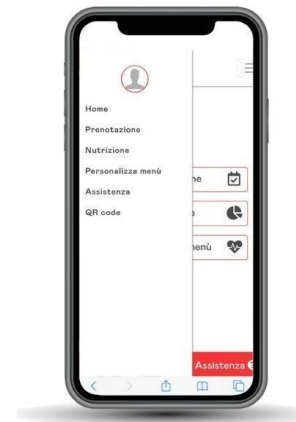 Home
Prenotazione
Nutrizione
Personalizza menù
Assistenza
QR code
ne
e
menù
Assistenza